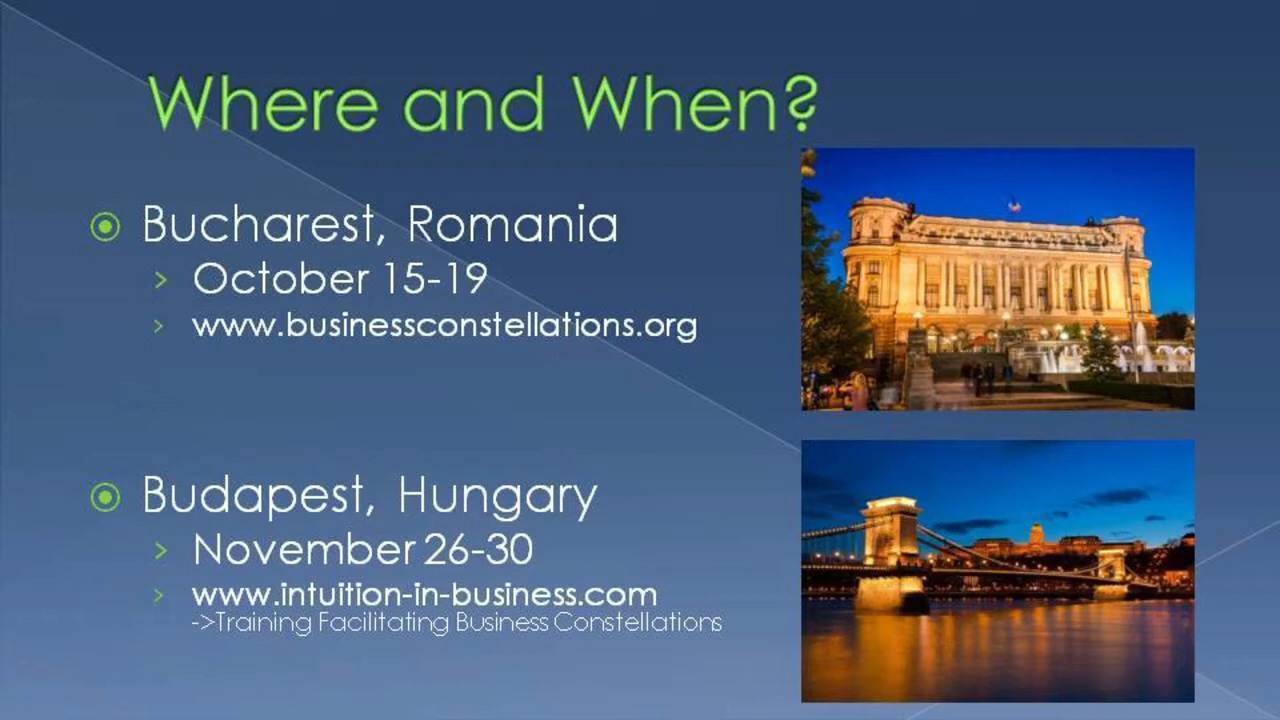 Where and When?
Bucharest, Romania
October 15-19
www.businessconstellations.org
Budapest, Hungary
November 26-30
www.intuition-in-business.com
->Training Facilitating Business Constellations